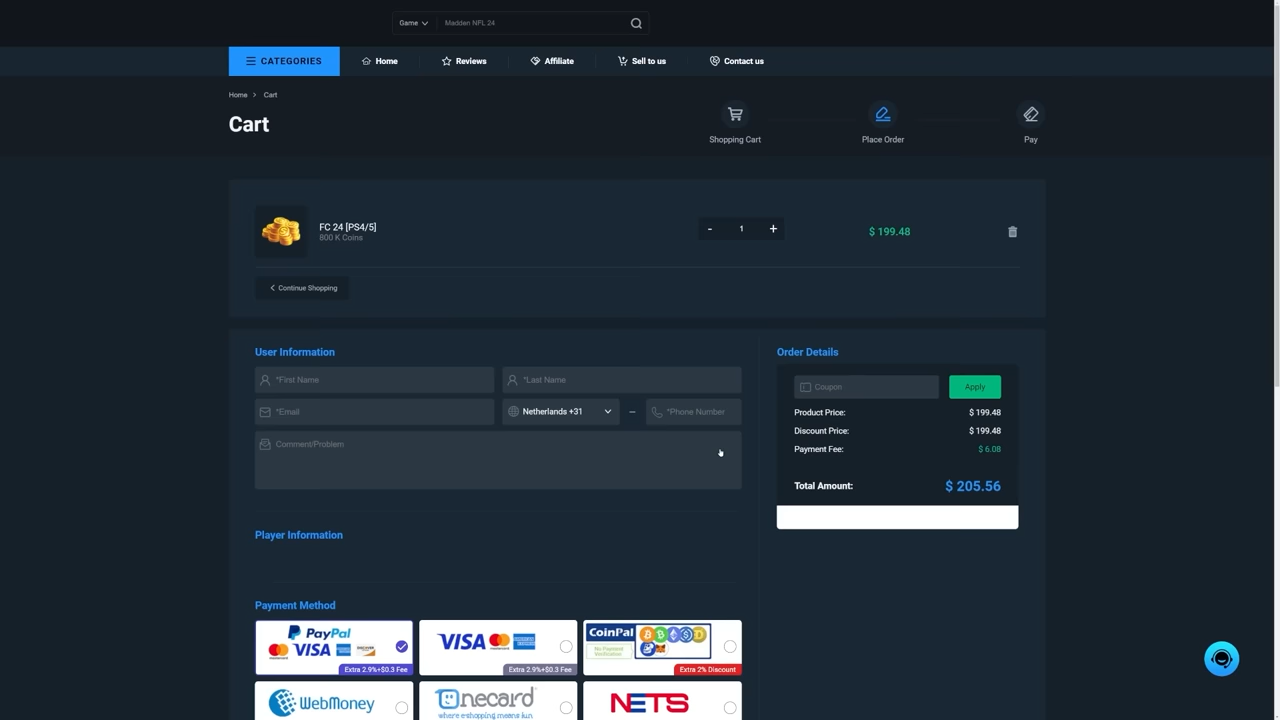 Game
Madden NFL 24
CATEGORIES
Home
Reviews
Affiliate
Sell to us
Contact us
Home > Cart
Cart
Shopping Cart
Place Order
Pay
FC 24 [PS4/5]
800 K Coins
- 1 +
$ 199.48
Continue Shopping
User Information
*First Name
*Last Name
*Email
Netherlands +31
*Phone Number
Comment/Problem
Order Details
Coupon
Apply
Product Price: $ 199.48
Discount Price: $ 199.48
Payment Fee: $ 6.08
Total Amount: $ 205.56
Player Information
Payment Method
PayPal
VISA
DISCOVER
Extra 2.9%+$0.3 Fee
VISA
Extra 2.9%+$0.3 Fee
CoinPal
No Payment
Verification
Extra 2% Discount
WebMoney
Onecard
where eshopping means fun
NETS